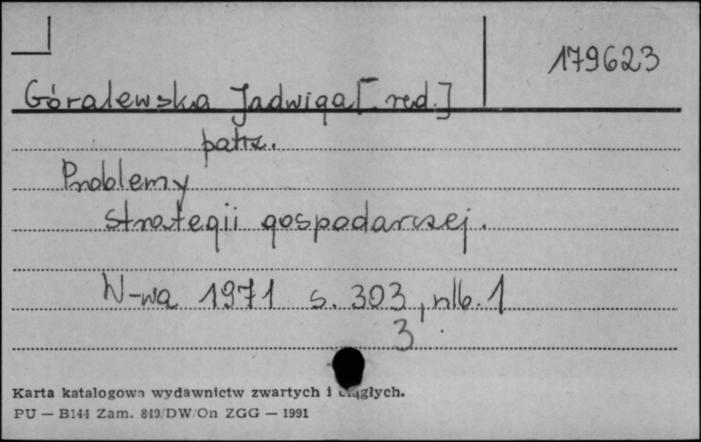 179623
Góralewska Jadwiga [red.]
patrz.
Problemy
strategii gospodarczej.
W-wa 1971 s. 303, nlb. 1
3
Karta katalogowa wydawnictw zwartych i ciągłych.
PU — B144 Zam. 849/DW/On ZGG — 1991